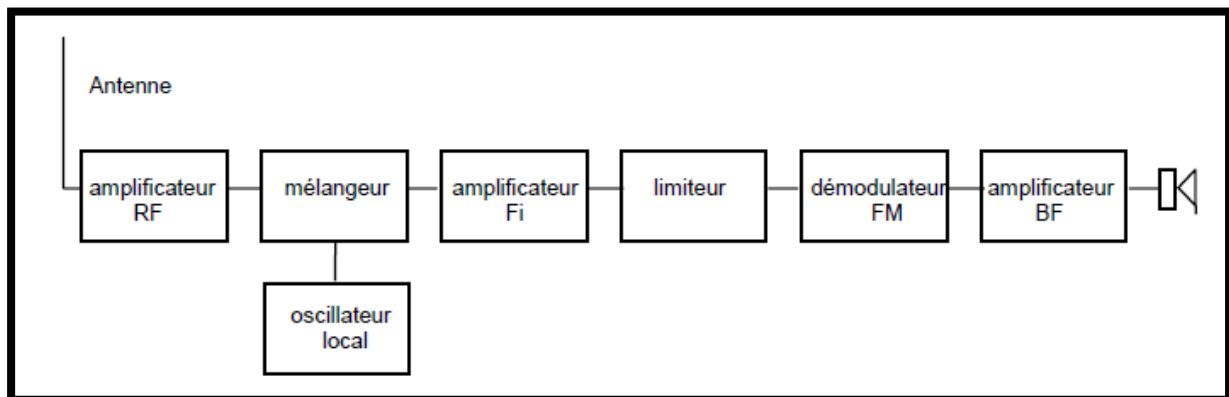 Antenne
amplificateur
RF
mélangeur
amplificateur
Fi
limiteur
démodulateur
FM
amplificateur
BF
oscillateur
local